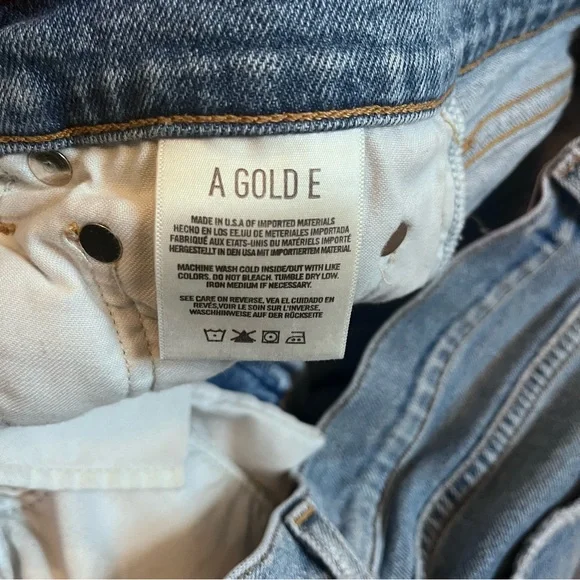 A GOLD E
MADE IN U.S.A OF IMPORTED MATERIALS
HECHO EN LOS EE.UU DE METERIALES IMPORTADA
FABRIQUÉ AUX ETATS-UNIS DU MATÉRIELS IMPORTÉ
HERGESTELLT IN DEN USA MIT IMPORTIERTEM MATERIAL
MACHINE WASH COLD INSIDE/OUT WITH LIKE
COLORS. DO NOT BLEACH. TUMBLE DRY LOW.
IRON MEDIUM IF NECESSARY.
SEE CARE ON REVERSE, VEA EL CUIDADO EN
REVÉS,VOIR LE SOIN SUR L'INVERSE,
WASCHHINWEISE AUF DER RÜCKSEITE